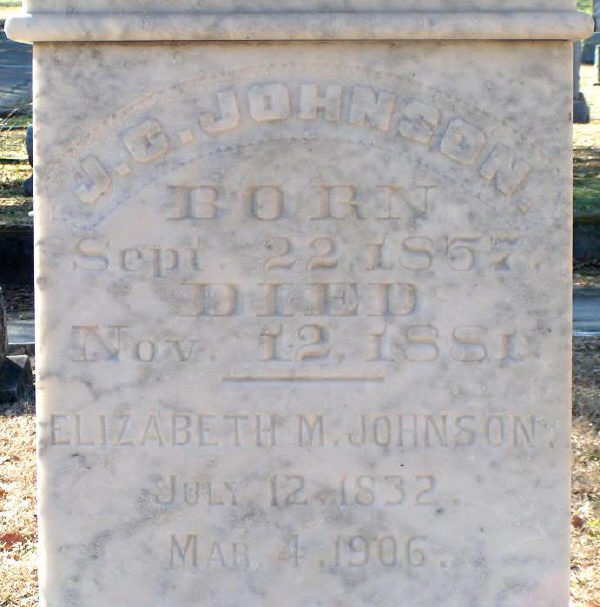 J. C. JOHNSON.
BORN
Sept. 22, 1857.
DIED
Nov. 12, 1881
ELIZABETH M. JOHNSON.
JULY 12. 1832.
MAR. 4. 1906.